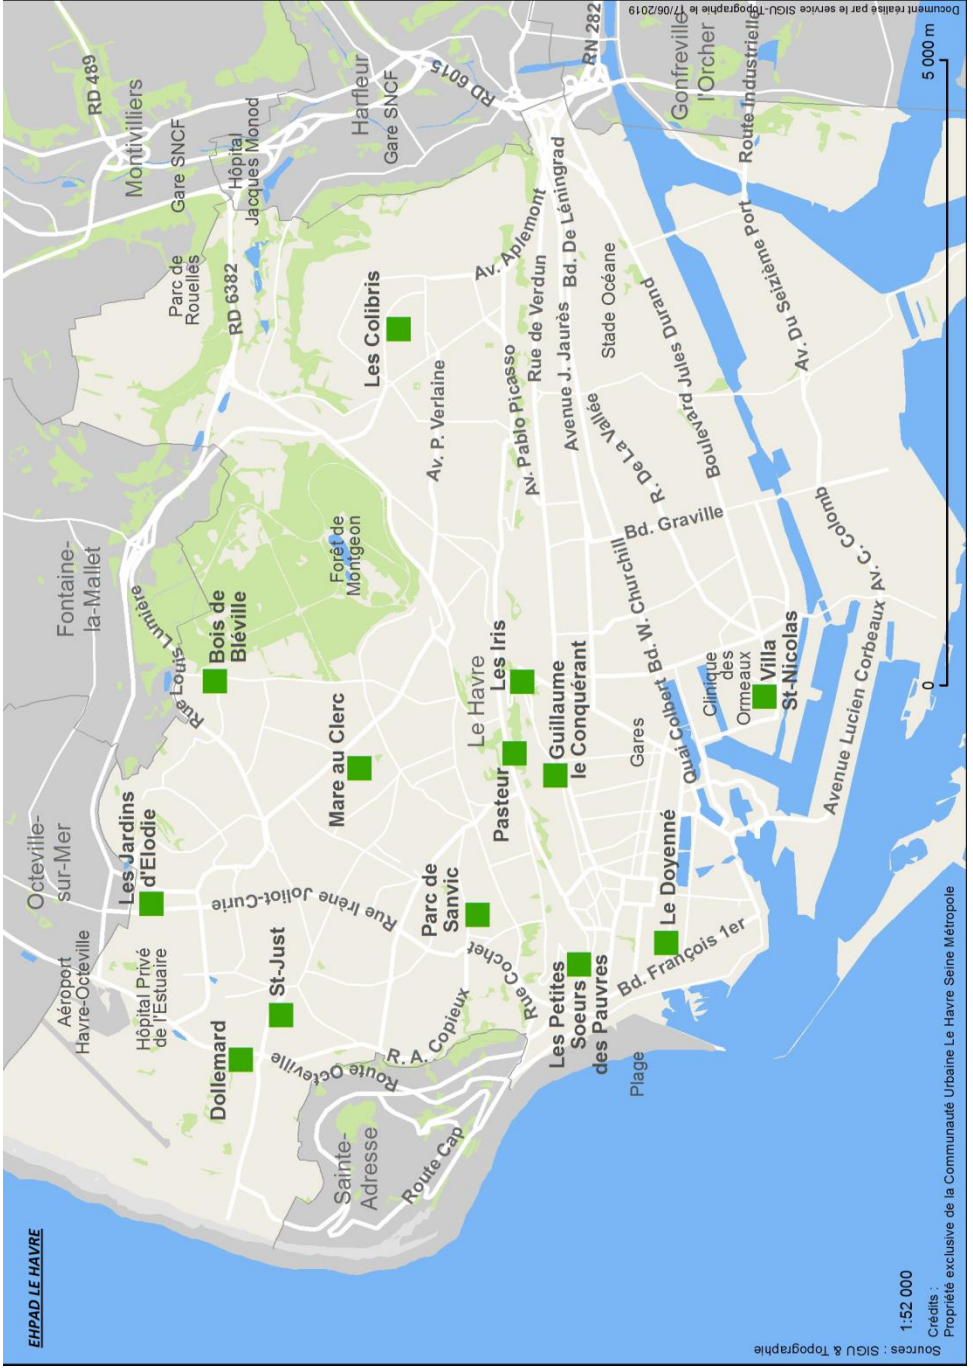 EHPAD LE HAVRE
Document réalisé par le service SIGU-Topographie le 17/06/2019
Aéroport
Havre-Octeville
Octeville-
sur-Mer
Fontaine-
la-Mallet
Montivilliers
RD 489
Gare SNCF
Hôpital
Jacques Monod
Parc de
Rouelles
RD 6382
Harfleur
Gare SNCF
RD 6015
Hôpital Privé
de l'Estuaire
Les Jardins
d'Elodie
Rue Louis Lumière
Bois de
Bléville
Dollemard
St-Just
Rue Irène Joliot-Curie
Mare au Clerc
Forêt de
Montgeon
Les Colibris
Sainte-
Adresse
Route Octeville
R. A. Copieux
Route Cap
Parc de
Sanvic
Rue Cochet
Le Havre
Av. P. Verlaine
Av. Aplemont
Pasteur
Les Iris
Av. Pablo Picasso
Rue de Verdun
Guillaume
le Conquérant
Avenue J. Jaurès
Bd. De Léningrad
RN 282
Les Petites
Soeurs
des Pauvres
Stade Océane
R. De La Vallée
Plage
Bd. François 1er
Le Doyenné
Gares
Bd. W. Churchill
Quai Colbert
Bd. Graville
Boulevard Jules Durand
Gonfreville
l'Orcher
Route Industrielle
Clinique
des
Ormeaux
Villa
St-Nicolas
Av. Du Seizième Port
Av. C. Colomb
Avenue Lucien Corbeaux
0
5 000 m
1:52 000
Crédits :
Propriété exclusive de la Communauté Urbaine Le Havre Seine Métropole
Sources : SIGU & Topographie